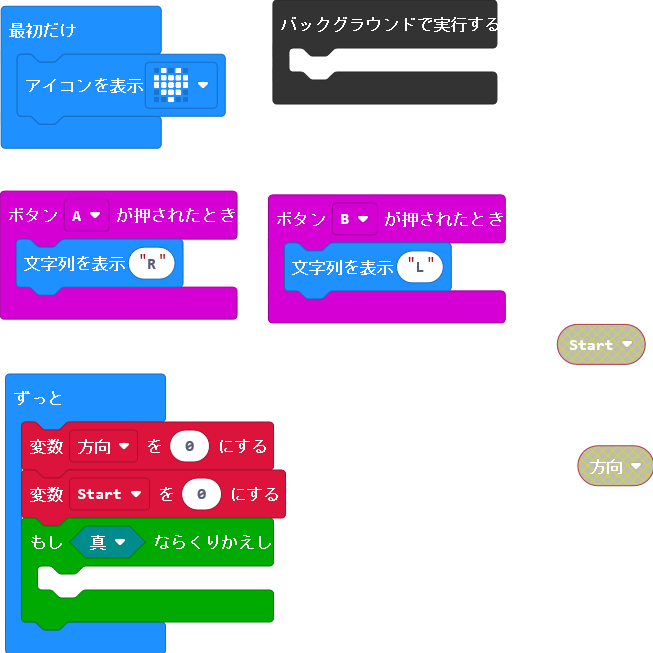 最初だけ
アイコンを表示
バックグラウンドで実行する
ボタン A が押されたとき
文字列を表示 "R"
ボタン B が押されたとき
文字列を表示 "L"
Start
方向
ずっと
変数 方向 を 0 にする
変数 Start を 0 にする
もし 真 ならくりかえし